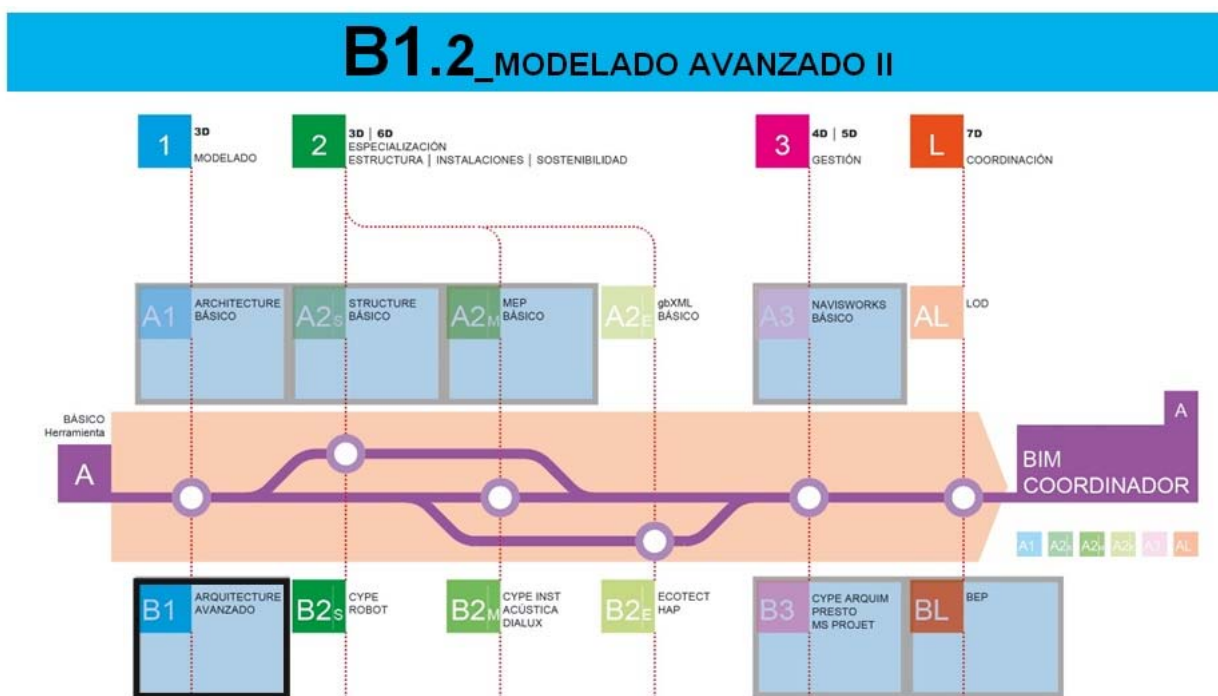 B1.2_MODELADO AVANZADO II
1
3D
MODELADO
2
3D | 6D
ESPECIALIZACIÓN
ESTRUCTURA | INSTALACIONES | SOSTENIBILIDAD
3
4D | 5D
GESTIÓN
L
7D
COORDINACIÓN
A1
ARCHITECTURE
BÁSICO
A2S
STRUCTURE
BÁSICO
A2M
MEP
BÁSICO
A2E
gbXML
BÁSICO
A3
NAVISWORKS
BÁSICO
AL
LOD
BÁSICO
Herramienta
A
A
BIM
COORDINADOR
A1 A2S A2M A2E A3 AL
B1
ARQUITECTURE
AVANZADO
B2S
CYPE
ROBOT
B2M
CYPE INST
ACÚSTICA
DIALUX
B2E
ECOTECT
HAP
B3
CYPE ARQUIM
PRESTO
MS PROJET
BL
BEP